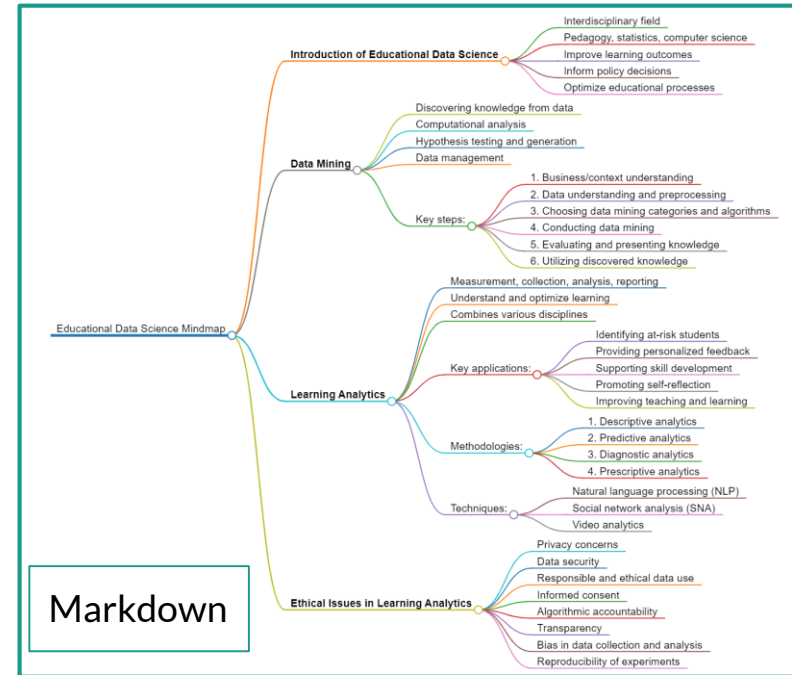 Educational Data Science Mindmap
Introduction of Educational Data Science
Interdisciplinary field
Pedagogy, statistics, computer science
Improve learning outcomes
Inform policy decisions
Optimize educational processes
Data Mining
Discovering knowledge from data
Computational analysis
Hypothesis testing and generation
Data management
Key steps:
1. Business/context understanding
2. Data understanding and preprocessing
3. Choosing data mining categories and algorithms
4. Conducting data mining
5. Evaluating and presenting knowledge
6. Utilizing discovered knowledge
Learning Analytics
Measurement, collection, analysis, reporting
Understand and optimize learning
Combines various disciplines
Key applications:
Identifying at-risk students
Providing personalized feedback
Supporting skill development
Promoting self-reflection
Improving teaching and learning
Methodologies:
1. Descriptive analytics
2. Predictive analytics
3. Diagnostic analytics
4. Prescriptive analytics
Techniques:
Natural language processing (NLP)
Social network analysis (SNA)
Video analytics
Ethical Issues in Learning Analytics
Privacy concerns
Data security
Responsible and ethical data use
Informed consent
Algorithmic accountability
Transparency
Bias in data collection and analysis
Reproducibility of experiments
Markdown